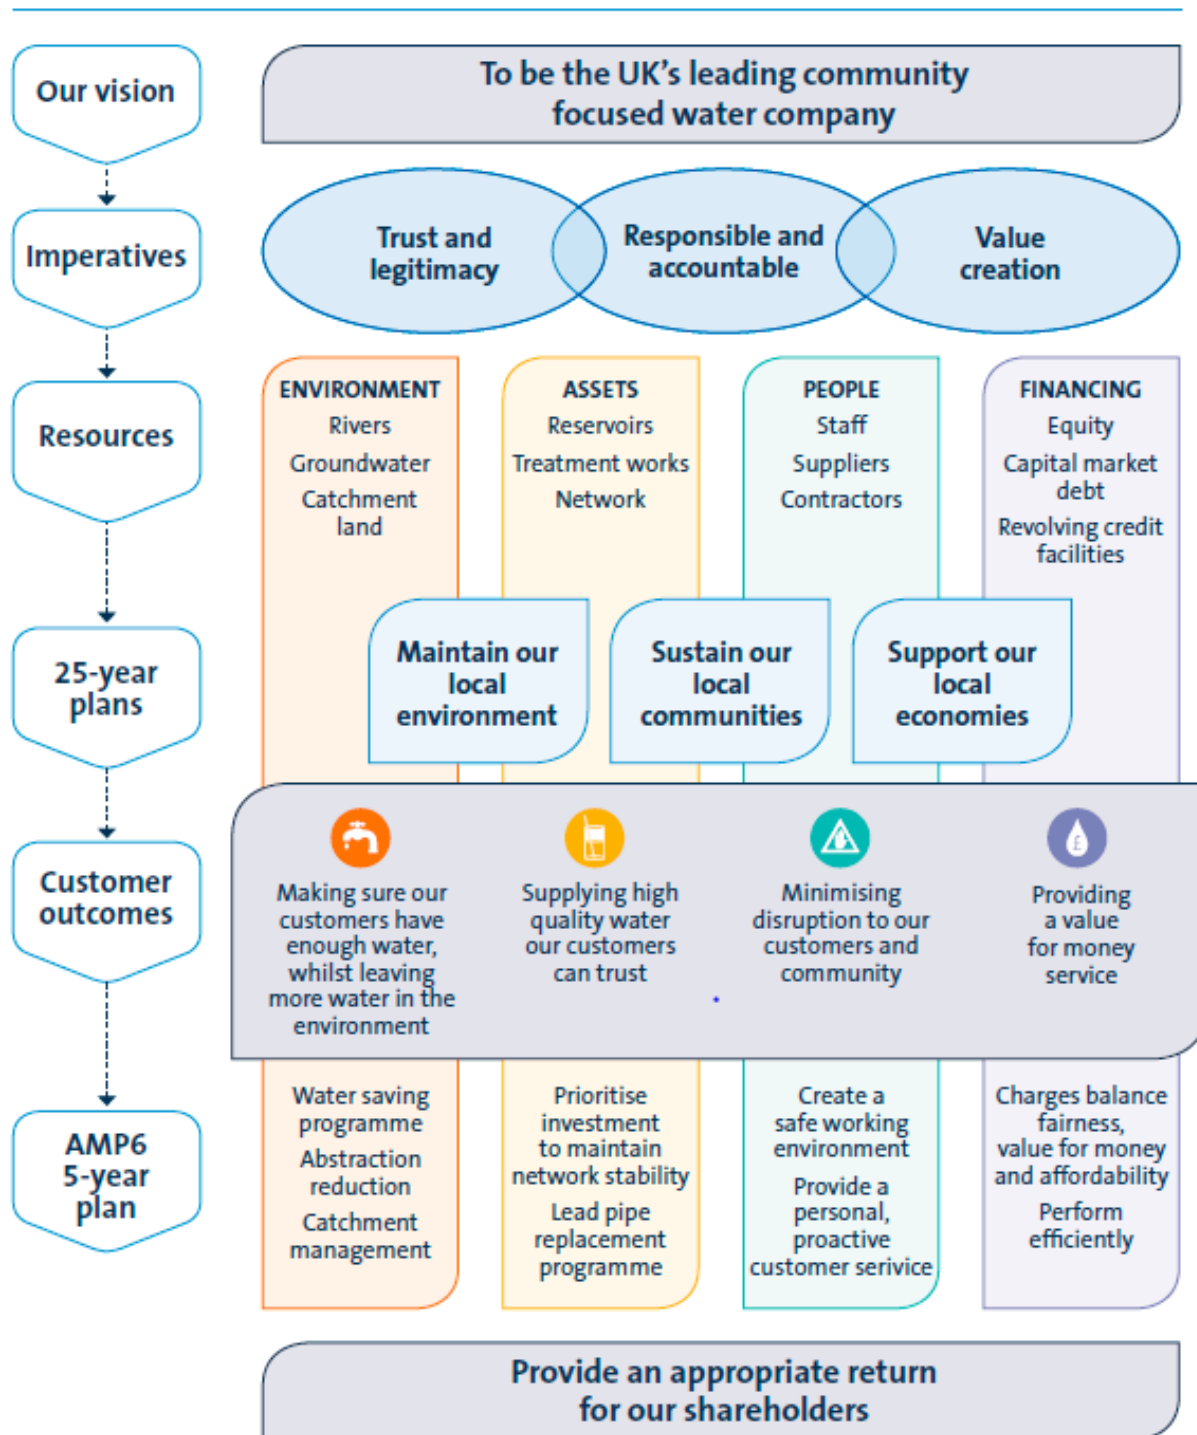 Our vision
To be the UK's leading community
focused water company
Imperatives
Trust and
legitimacy
Responsible and
accountable
Value
creation
Resources
ENVIRONMENT
Rivers
Groundwater
Catchment
land
ASSETS
Reservoirs
Treatment works
Network
PEOPLE
Staff
Suppliers
Contractors
FINANCING
Equity
Capital market
debt
Revolving credit
facilities
25-year
plans
Maintain our
local
environment
Sustain our
local
communities
Support our
local
economies
Customer
outcomes
Making sure our
customers have
enough water,
whilst leaving
more water in the
environment
Supplying high
quality water
our customers
can trust
Minimising
disruption to our
customers and
community
£
Providing
a value
for money
service
AMP6
5-year
plan
Water saving
programme
Abstraction
reduction
Catchment
management
Prioritise
investment
to maintain
network stability
Lead pipe
replacement
programme
Create a
safe working
environment
Provide a
personal,
proactive
customer serivice
Charges balance
fairness,
value for money
and affordability
Perform
efficiently
Provide an appropriate return
for our shareholders